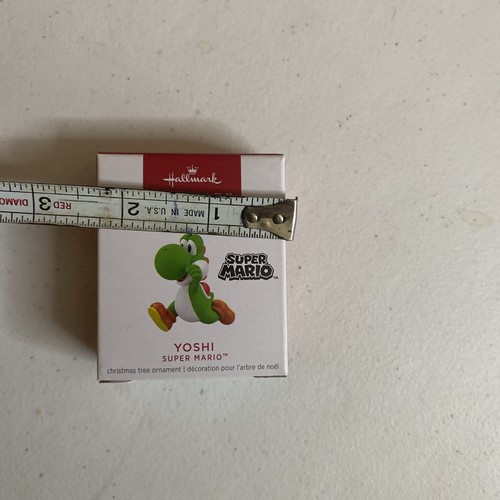 Hallmark
DIAMO 3 RED 2 MADE IN U.S.A. 1
SUPER
MARIO™
YOSHI
SUPER MARIO™
christmas tree ornament | décoration pour l'arbre de noël